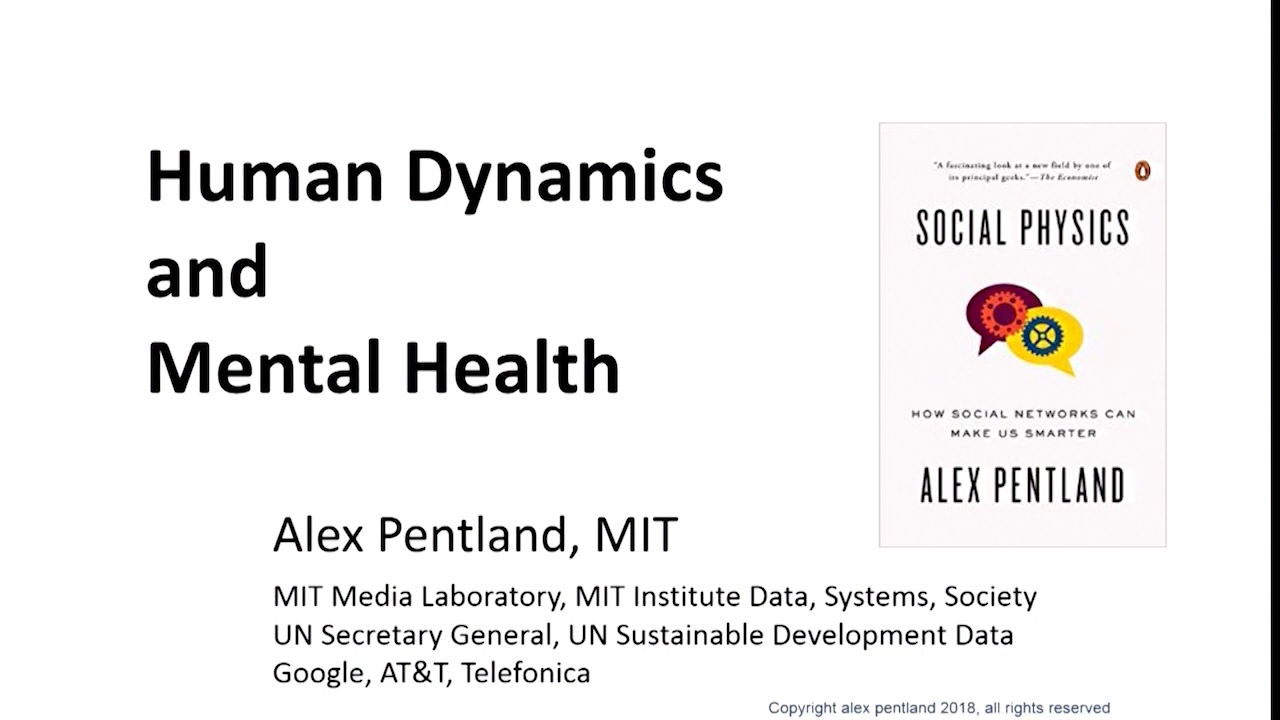 Human Dynamics
and
Mental Health
"A fascinating look at a new field by one of
its principal geeks."—The Economist
SOCIAL PHYSICS
HOW SOCIAL NETWORKS CAN
MAKE US SMARTER
ALEX PENTLAND
Alex Pentland, MIT
MIT Media Laboratory, MIT Institute Data, Systems, Society
UN Secretary General, UN Sustainable Development Data
Google, AT&T, Telefonica
Copyright alex pentland 2018, all rights reserved